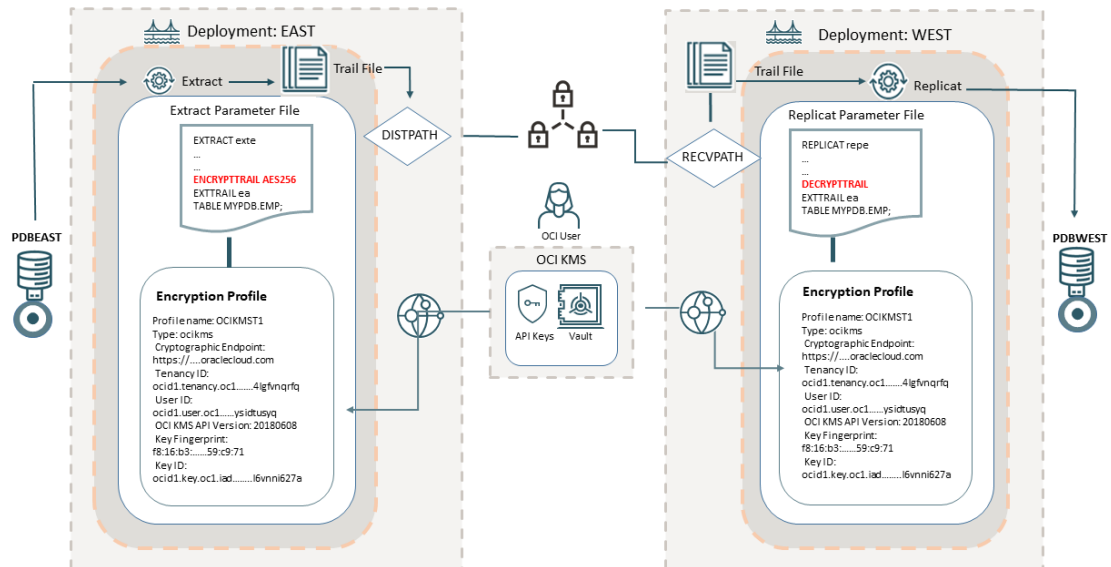 Deployment: EAST
Extract
Trail File
Extract Parameter File
EXTRACT exte
...
...
ENCRYPTTRAIL AES256
EXTTRAIL ea
TABLE MYPDB.EMP;
DISTPATH
PDBEAST
Encryption Profile
Profile name: OCIKMST1
Type: ocikms
Cryptographic Endpoint:
https://....oraclecloud.com
Tenancy ID:
ocid1.tenancy.oc1.......4lgfvnqrfq
User ID:
ocid1.user.oc1......ysidtusyq
OCI KMS API Version: 20180608
Key Fingerprint:
f8:16:b3:......59:c9:71
Key ID:
ocid1.key.oc1.iad........l6vnni627a
OCI User
OCI KMS
API Keys
Vault
Deployment: WEST
Trail File
Replicat
RECVPATH
Replicat Parameter File
REPLICAT repe
...
...
DECRYPTTRAIL
EXTTRAIL ea
TABLE MYPDB.EMP;
PDBWEST
Encryption Profile
Profile name: OCIKMST1
Type: ocikms
Cryptographic Endpoint:
https://....oraclecloud.com
Tenancy ID:
ocid1.tenancy.oc1.......4lgfvnqrfq
User ID:
ocid1.user.oc1......ysidtusyq
OCI KMS API Version: 20180608
Key Fingerprint:
f8:16:b3:......59:c9:71
Key ID:
ocid1.key.oc1.iad........l6vnni627a